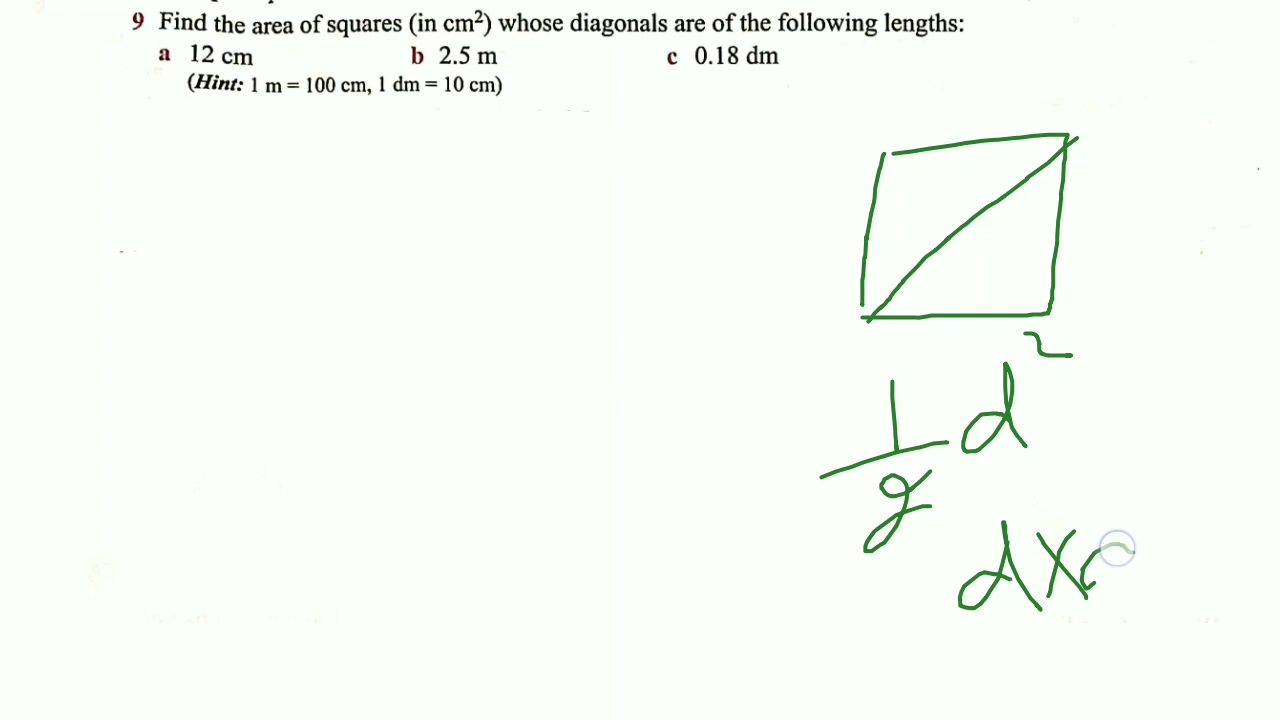 9 Find the area of squares (in cm²) whose diagonals are of the following lengths:
a 12 cm b 2.5 m c 0.18 dm
(Hint: 1 m = 100 cm, 1 dm = 10 cm)
1/2 d²
d×